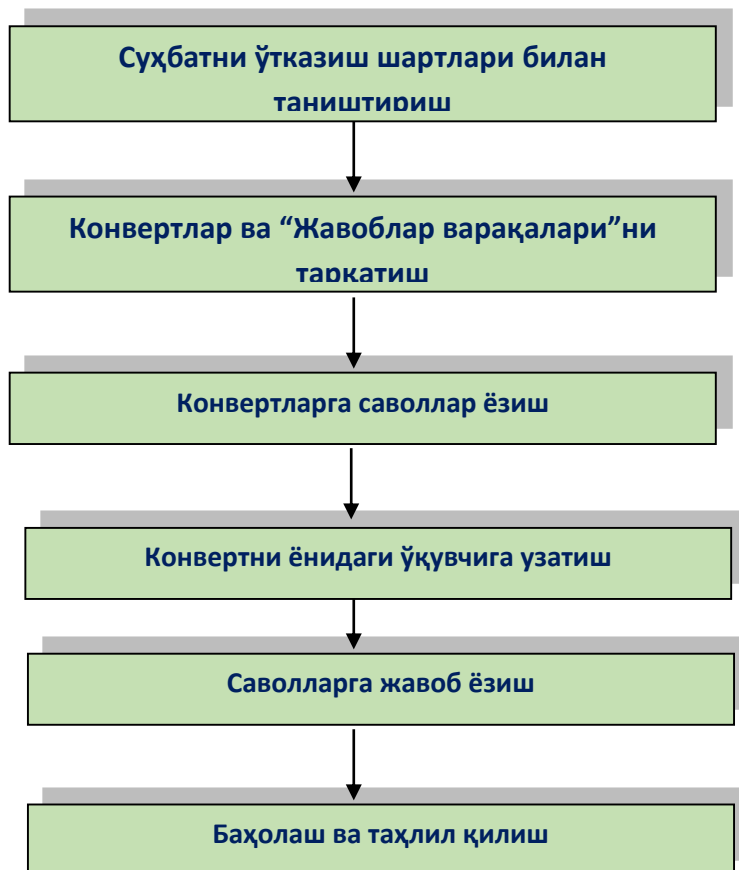 Суҳбатни ўтказиш шартлари билан
таништириш
Конвертлар ва “Жавоблар варақалари”ни
тарқатиш
Конвертларга саволлар ёзиш
Конвертни ёнидаги ўқувчига узатиш
Саволларга жавоб ёзиш
Баҳолаш ва таҳлил қилиш